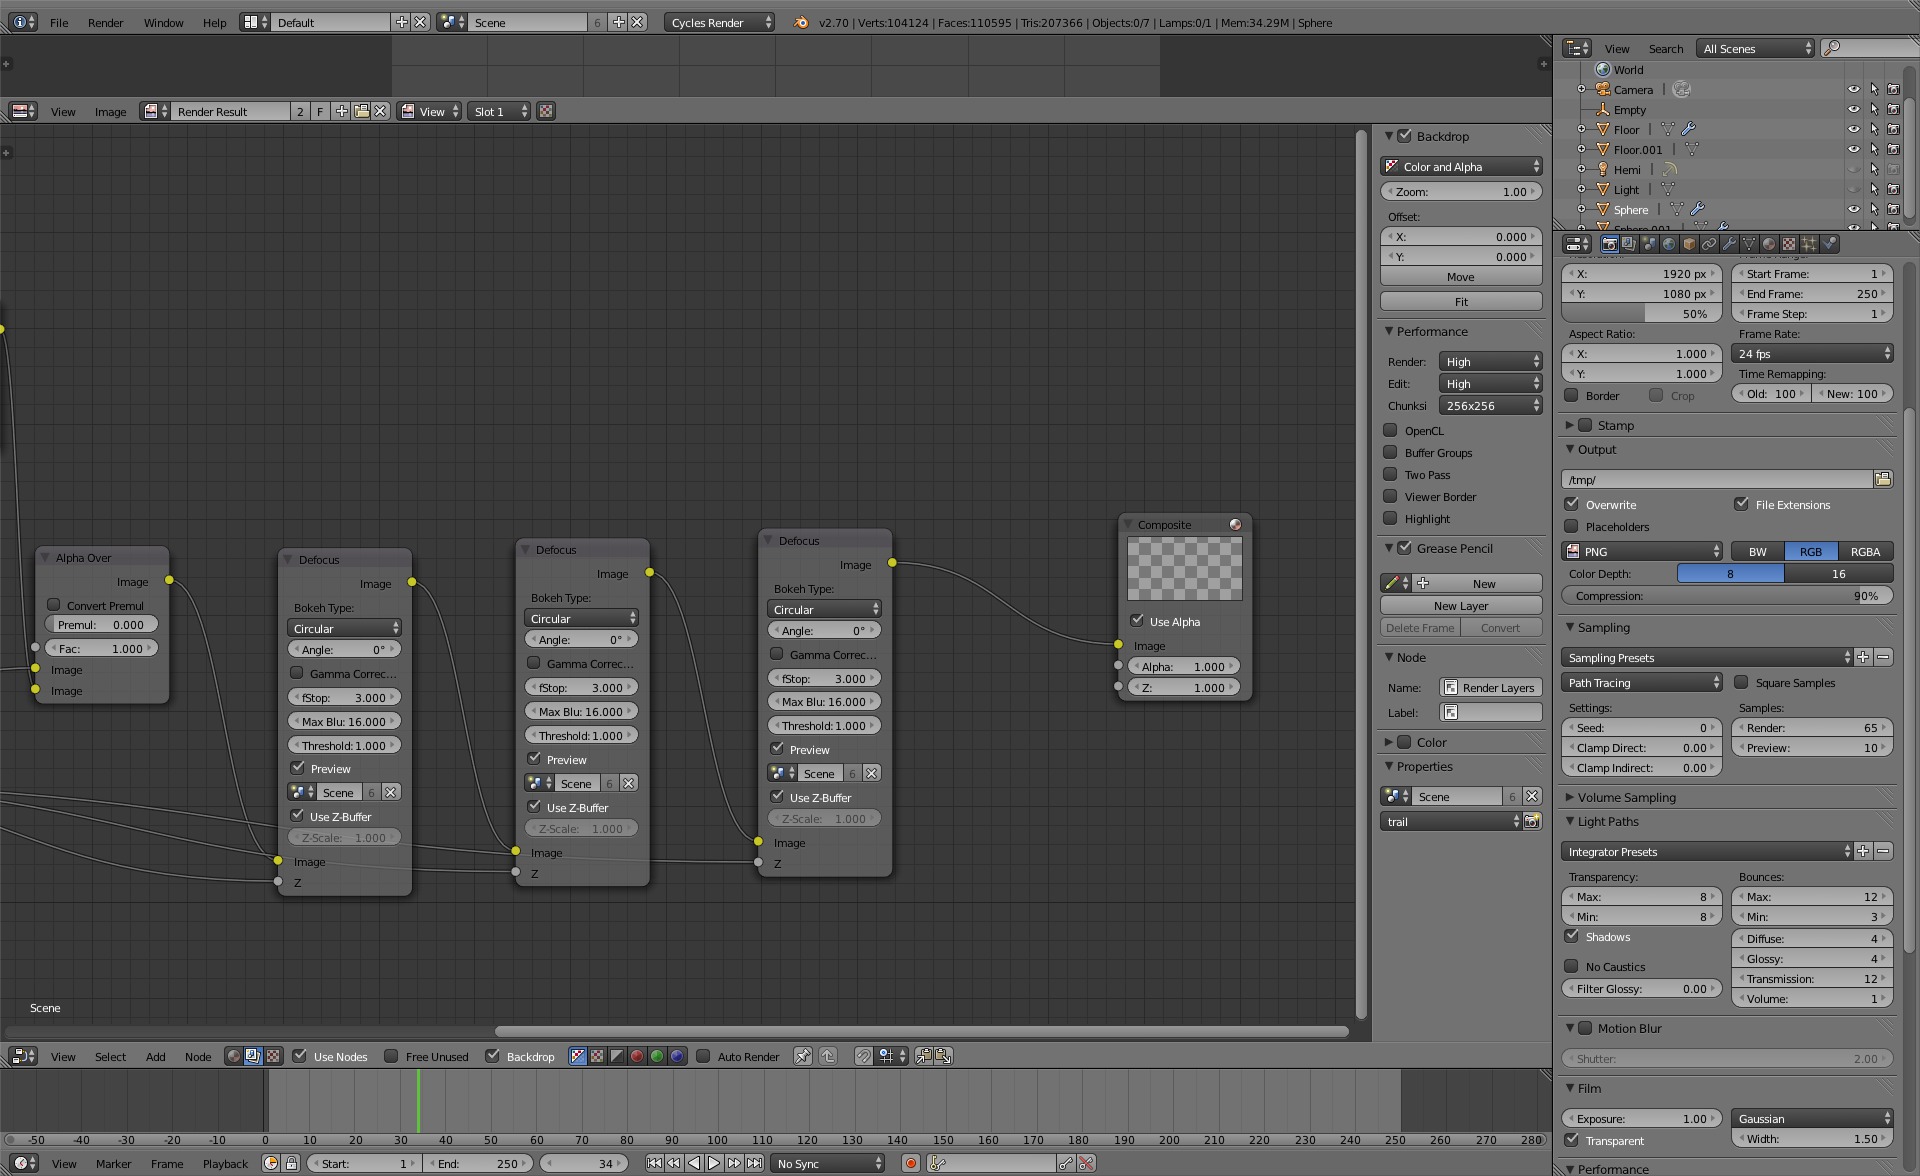 File Render Window Help Default Scene 6 Cycles Render v2.70 | Verts:104124 | Faces:110595 | Tris:207366 | Objects:0/7 | Lamps:0/1 | Mem:34.29M | Sphere
View Image Render Result 2 F View Slot 1
Alpha Over
Image
Convert Premul
Premul: 0.000
Fac: 1.000
Image
Image
Defocus
Image
Bokeh Type:
Circular
Angle: 0°
Gamma Correc...
fStop: 3.000
Max Blu: 16.000
Threshold: 1.000
Preview
Scene 6
Use Z-Buffer
Z-Scale: 1.000
Image
Z
Defocus
Image
Bokeh Type:
Circular
Angle: 0°
Gamma Correc...
fStop: 3.000
Max Blu: 16.000
Threshold: 1.000
Preview
Scene 6
Use Z-Buffer
Z-Scale: 1.000
Image
Z
Defocus
Image
Bokeh Type:
Circular
Angle: 0°
Gamma Correc...
fStop: 3.000
Max Blu: 16.000
Threshold: 1.000
Preview
Scene 6
Use Z-Buffer
Z-Scale: 1.000
Image
Z
Composite
Use Alpha
Image
Alpha: 1.000
Z: 1.000
Scene
Backdrop
Color and Alpha
Zoom: 1.00
Offset:
X: 0.000
Y: 0.000
Move
Fit
Performance
Render: High
Edit: High
Chunksi 256x256
OpenCL
Buffer Groups
Two Pass
Viewer Border
Highlight
Grease Pencil
New
New Layer
Delete Frame Convert
Node
Name: Render Layers
Label:
Color
Properties
Scene 6
trail
View Search All Scenes
World
Camera
Empty
Floor
Floor.001
Hemi
Light
Sphere
Sphere.001
X: 1920 px
Y: 1080 px
50%
Start Frame: 1
End Frame: 250
Frame Step: 1
Aspect Ratio:
X: 1.000
Y: 1.000
Border Crop
Frame Rate:
24 fps
Time Remapping:
Old: 100 New: 100
Stamp
Output
/tmp/
Overwrite File Extensions
Placeholders
PNG BW RGB RGBA
Color Depth: 8 16
Compression: 90%
Sampling
Sampling Presets
Path Tracing Square Samples
Settings:
Seed: 0
Clamp Direct: 0.00
Clamp Indirect: 0.00
Samples:
Render: 65
Preview: 10
Volume Sampling
Light Paths
Integrator Presets
Transparency:
Max: 8
Min: 8
Shadows
No Caustics
Filter Glossy: 0.00
Bounces:
Max: 12
Min: 3
Diffuse: 4
Glossy: 4
Transmission: 12
Volume: 1
Motion Blur
Shutter: 2.00
Film
Exposure: 1.00
Transparent
Gaussian
Width: 1.50
Performance
View Select Add Node Use Nodes Free Unused Backdrop Auto Render
-50 -40 -30 -20 -10 0 10 20 30 40 50 60 70 80 90 100 110 120 130 140 150 160 170 180 190 200 210 220 230 240 250 260 270 280
View Marker Frame Playback Start: 1 End: 250 34 No Sync